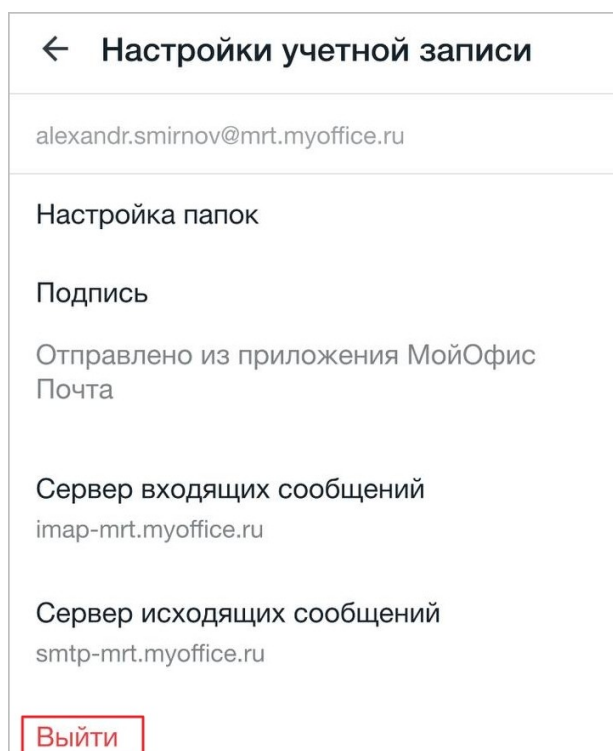 Настройки учетной записи
alexandr.smirnov@mrt.myoffice.ru
Настройка папок
Подпись
Отправлено из приложения МойОфис
Почта
Сервер входящих сообщений
imap-mrt.myoffice.ru
Сервер исходящих сообщений
smtp-mrt.myoffice.ru
Выйти